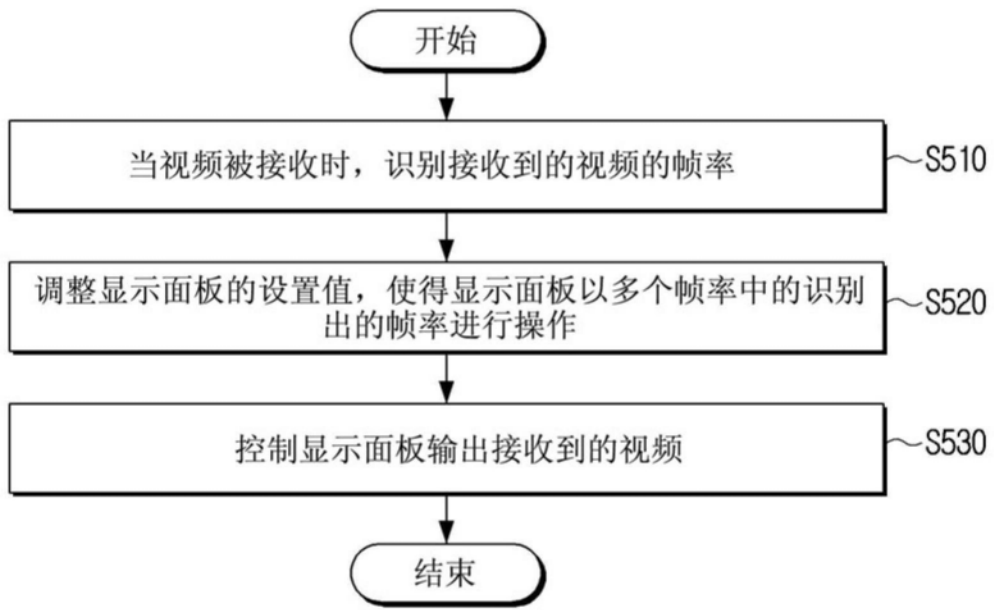 开始
当视频被接收时，识别接收到的视频的帧率
S510
调整显示面板的设置值，使得显示面板以多个帧率中的识别
出的帧率进行操作
S520
控制显示面板输出接收到的视频
S530
结束